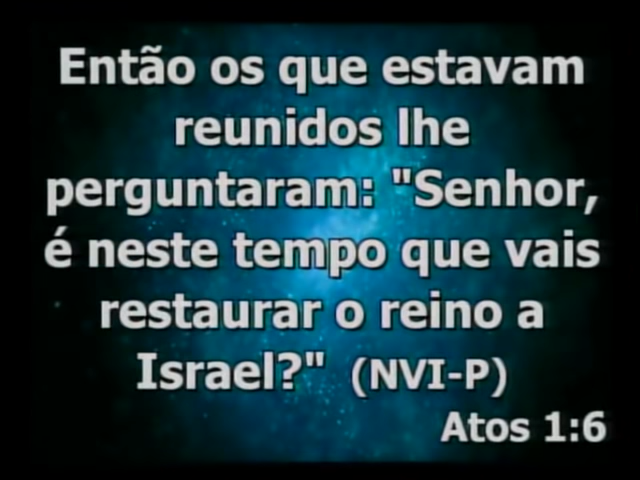 Então os que estavam
reunidos lhe
perguntaram: "Senhor,
é neste tempo que vais
restaurar o reino a
Israel?" (NVI-P)
Atos 1:6